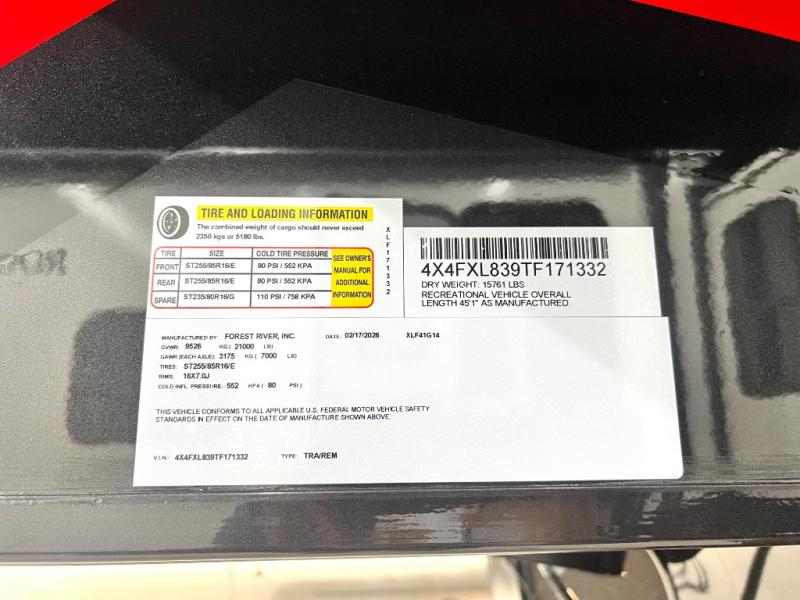 TIRE AND LOADING INFORMATION
The combined weight of cargo should never exceed
2350 kgs or 5180 lbs.
TIRE SIZE COLD TIRE PRESSURE
FRONT ST255/85R16/E 80 PSI / 552 KPA
REAR ST255/85R16/E 80 PSI / 552 KPA
SPARE ST235/80R16/G 110 PSI / 758 KPA
SEE OWNER'S
MANUAL FOR
ADDITIONAL
INFORMATION
XLF171332
4X4FXL839TF171332
DRY WEIGHT: 15761 LBS
RECREATIONAL VEHICLE OVERALL
LENGTH 45'1" AS MANUFACTURED.
MANUFACTURED BY: FOREST RIVER, INC. DATE: 02/17/2026 XLF41G14
GVWR: 9526 KG ( 21000 LB)
GAWR (EACH AXLE): 3175 KG ( 7000 LB)
TIRES: ST255/85R16/E
RIMS: 16X7.0J
COLD INFL. PRESSURE: 552 KPA ( 80 PSI)
THIS VEHICLE CONFORMS TO ALL APPLICABLE U.S. FEDERAL MOTOR VEHICLE SAFETY
STANDARDS IN EFFECT ON THE DATE OF MANUFACTURE SHOWN ABOVE.
V.I.N.: 4X4FXL839TF171332 TYPE: TRA/REM